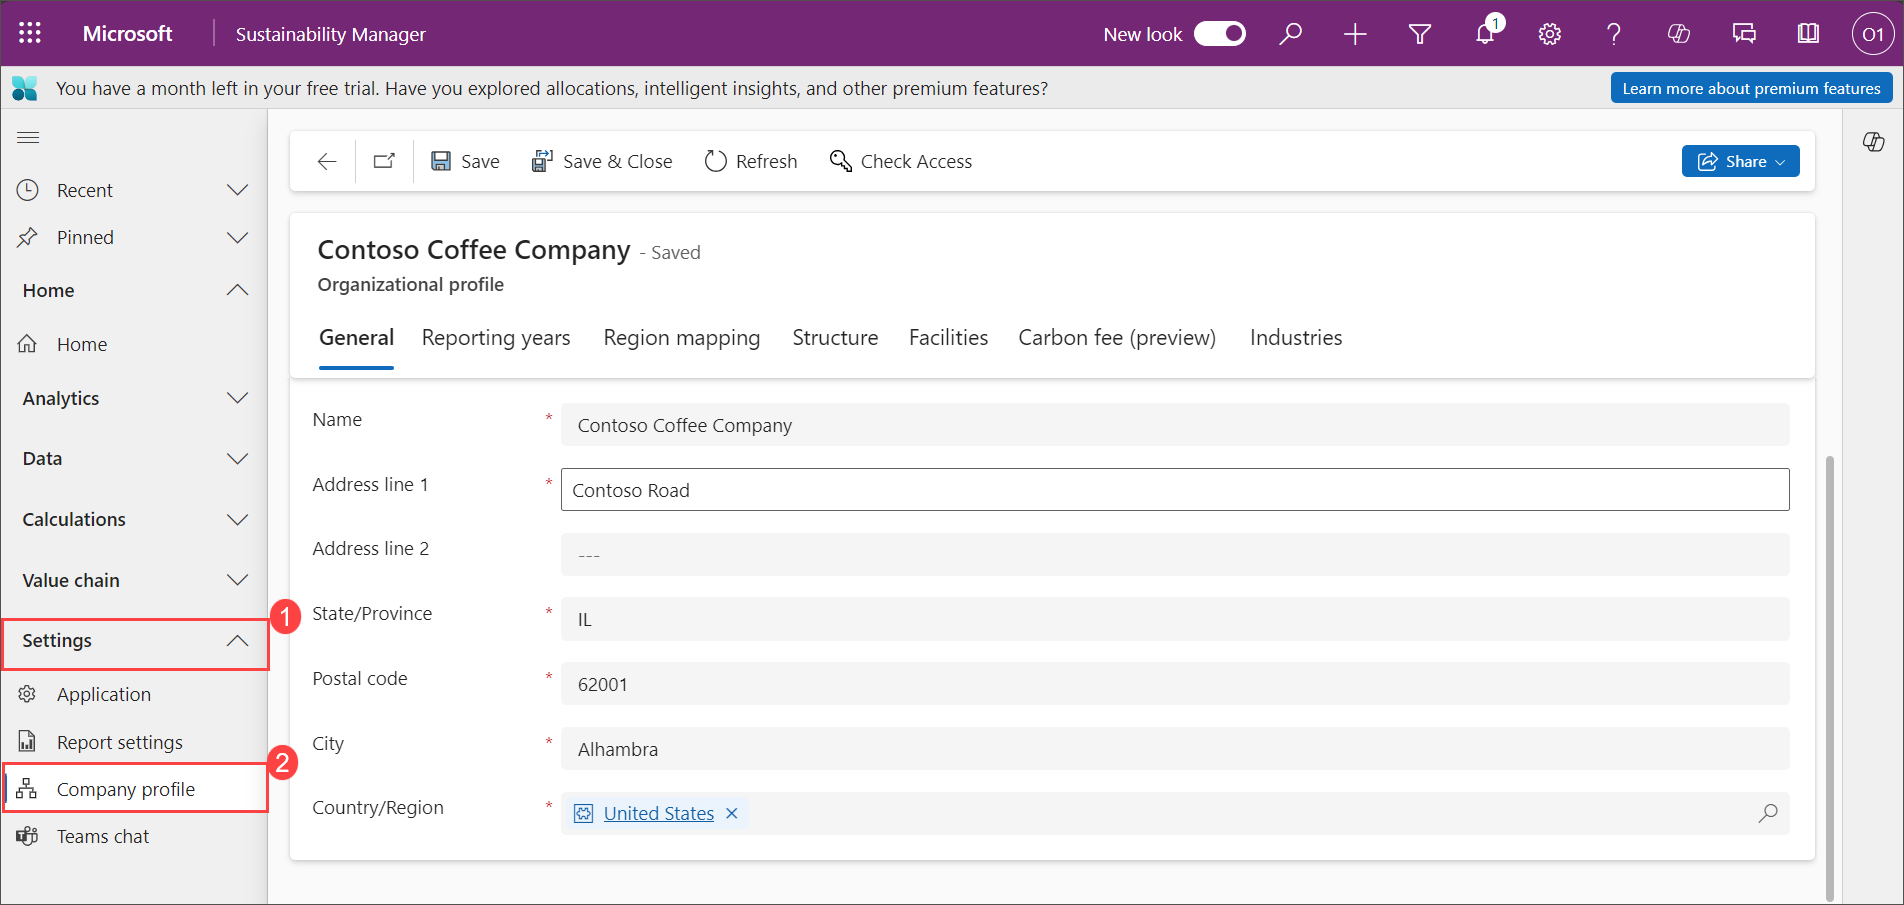 Microsoft Sustainability Manager New look 1 O1
You have a month left in your free trial. Have you explored allocations, intelligent insights, and other premium features? Learn more about premium features
Save Save & Close Refresh Check Access Share
Recent
Pinned
Home
Home
Analytics
Data
Calculations
Value chain
Settings 1
Application
Report settings
Company profile 2
Teams chat
Contoso Coffee Company - Saved
Organizational profile
General Reporting years Region mapping Structure Facilities Carbon fee (preview) Industries
Name * Contoso Coffee Company
Address line 1 * Contoso Road
Address line 2 ---
State/Province * IL
Postal code * 62001
City * Alhambra
Country/Region * United States